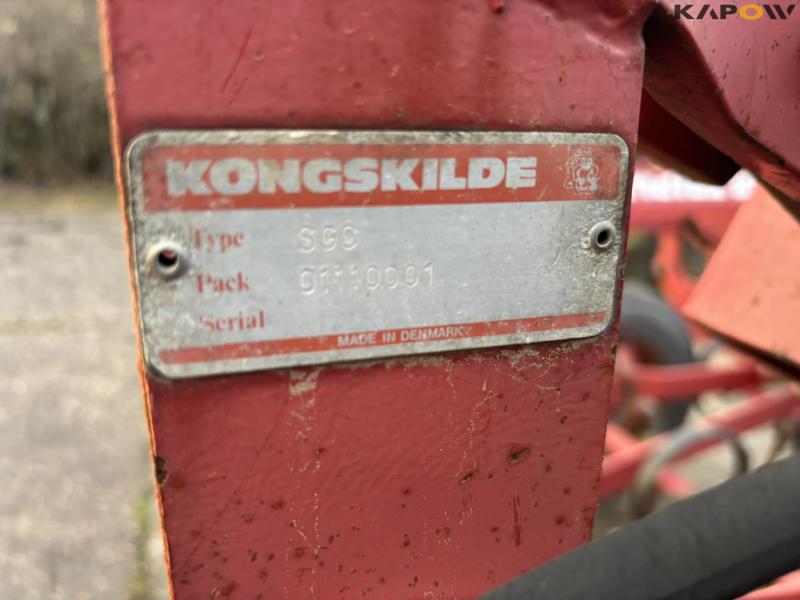 KAPOW
KONGSKILDE
Type SGC
Pack 01110001
Serial
MADE IN DENMARK